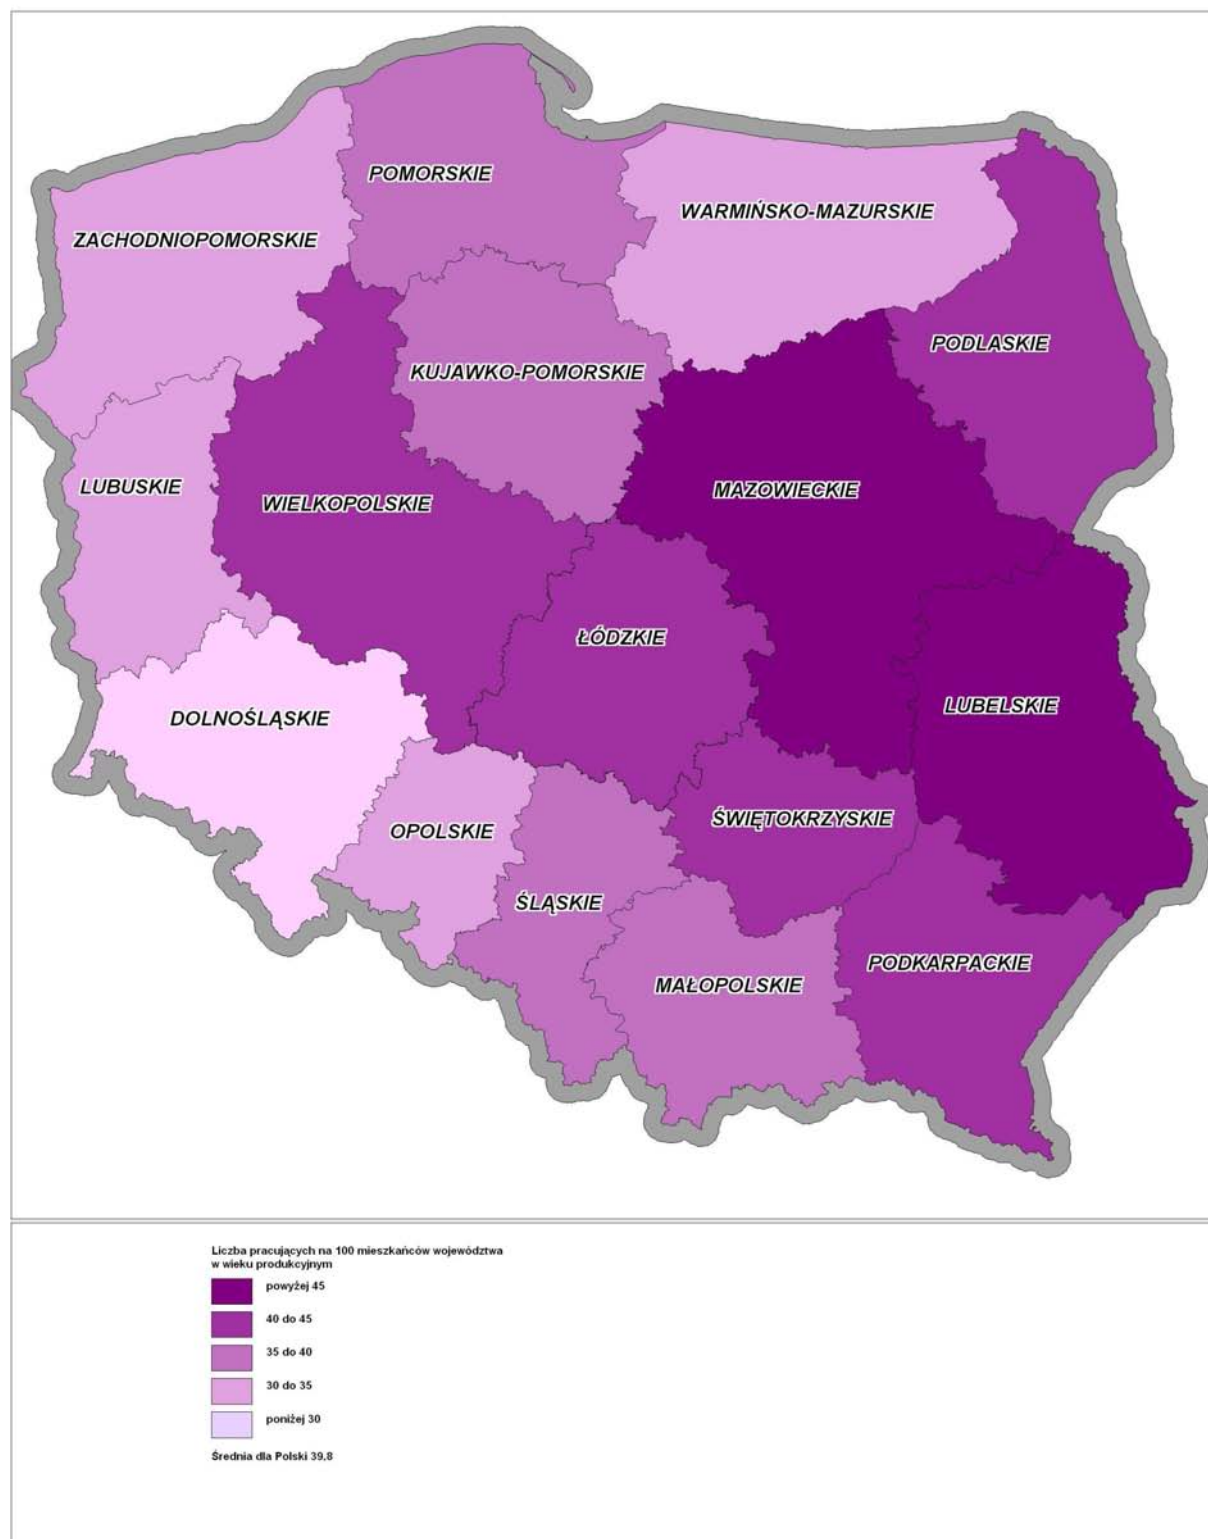 POMORSKIE
WARMIŃSKO-MAZURSKIE
ZACHODNIOPOMORSKIE
PODLASKIE
KUJAWKO-POMORSKIE
LUBUSKIE
WIELKOPOLSKIE
MAZOWIECKIE
ŁÓDZKIE
LUBELSKIE
DOLNOŚLĄSKIE
ŚWIĘTOKRZYSKIE
OPOLSKIE
ŚLĄSKIE
PODKARPACKIE
MAŁOPOLSKIE
Liczba pracujących na 100 mieszkańców województwa
w wieku produkcyjnym
powyżej 45
40 do 45
35 do 40
30 do 35
poniżej 30
Średnia dla Polski 39,8